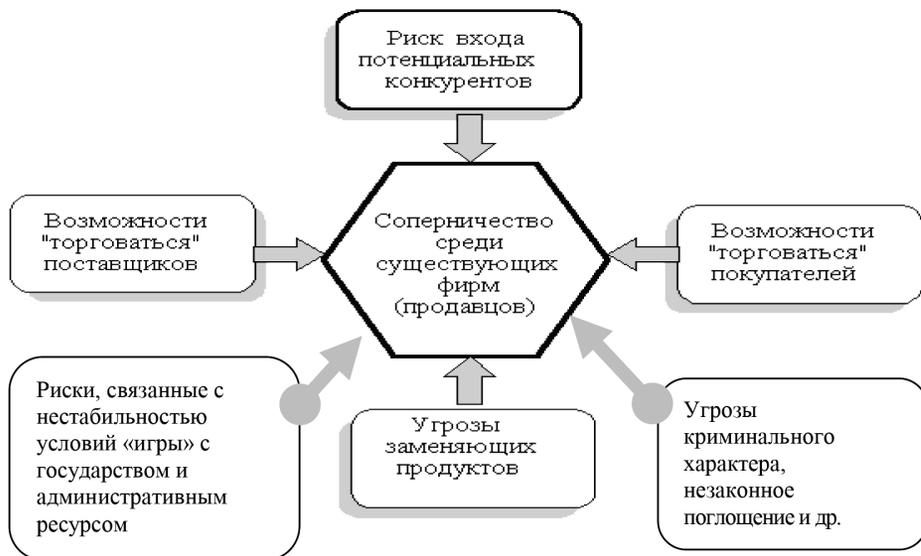 Риск входа
потенциальных
конкурентов
Возможности
"торговаться"
поставщиков
Соперничество
среди
существующих
фирм
(продавцов)
Возможности
"торговаться"
покупателей
Риски, связанные с
нестабильностью
условий «игры» с
государством и
административным
ресурсом
Угрозы
заменяющих
продуктов
Угрозы
криминального
характера,
незаконное
поглощение и др.